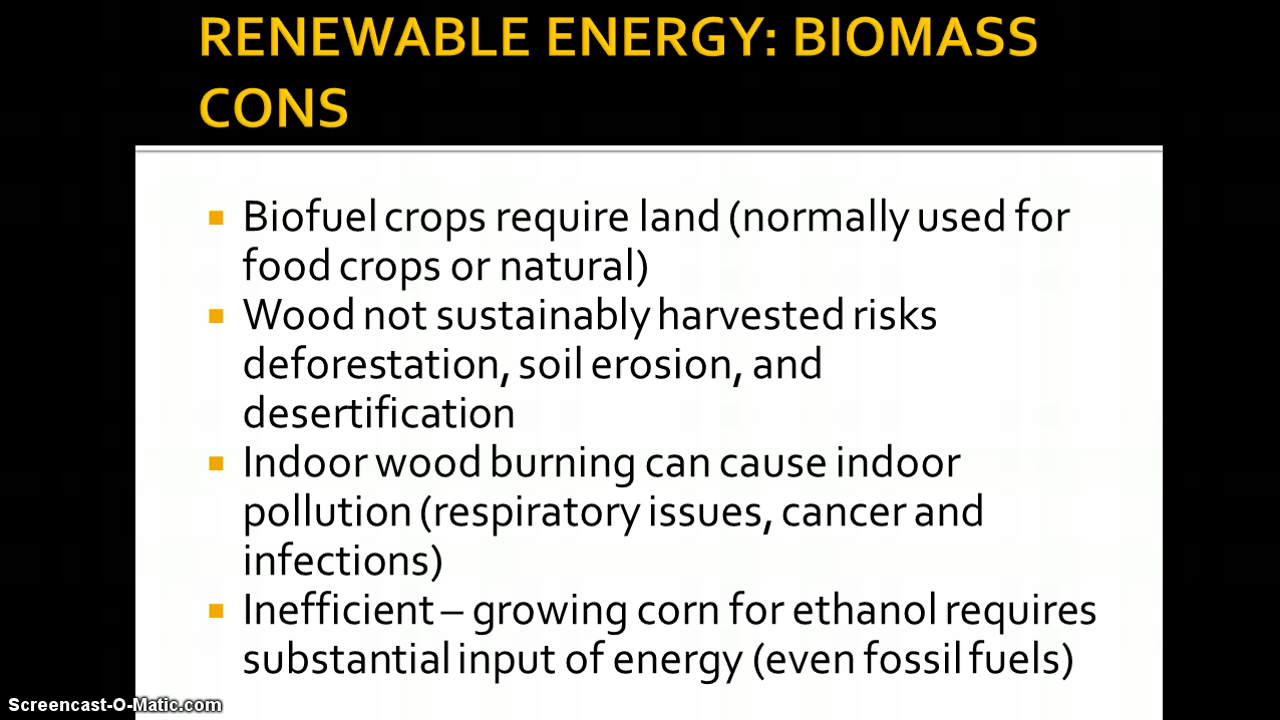 RENEWABLE ENERGY: BIOMASS
CONS
Biofuel crops require land (normally used for
food crops or natural)
Wood not sustainably harvested risks
deforestation, soil erosion, and
desertification
Indoor wood burning can cause indoor
pollution (respiratory issues, cancer and
infections)
Inefficient – growing corn for ethanol requires
substantial input of energy (even fossil fuels)
Screencast-O-Matic.com